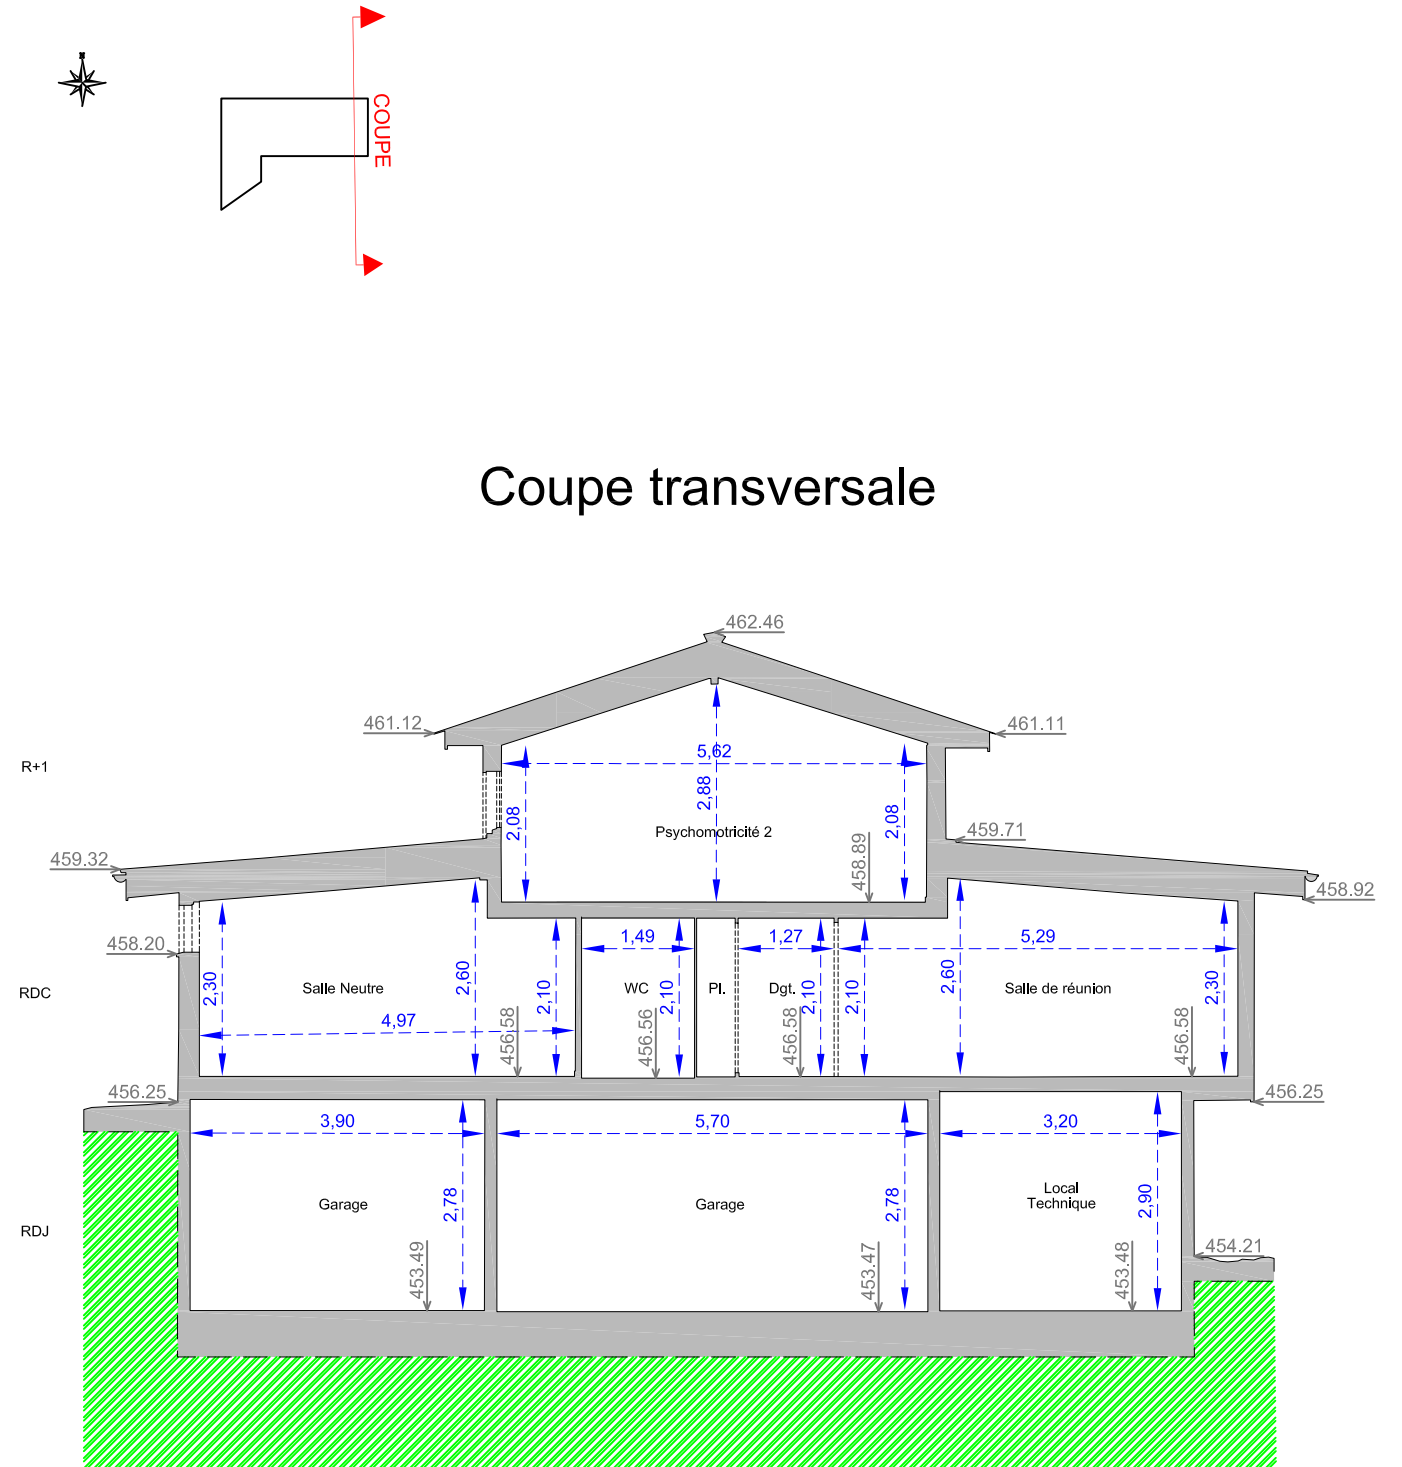 COUPE
Coupe transversale
462.46
461.12
461.11
R+1
5,62
2,08
2,88
2,08
Psychomotricité 2
458.89
459.71
459.32
458.92
458.20
RDC
2,30
Salle Neutre
4,97
2,60
456.58
2,10
1,49
WC
456.56
2,10
Pl.
1,27
Dgt.
456.58
2,10
2,10
5,29
2,60
Salle de réunion
456.58
2,30
456.25
456.25
3,90
5,70
3,20
RDJ
Garage
453.49
2,78
Garage
453.47
2,78
Local
Technique
453.48
2,90
454.21